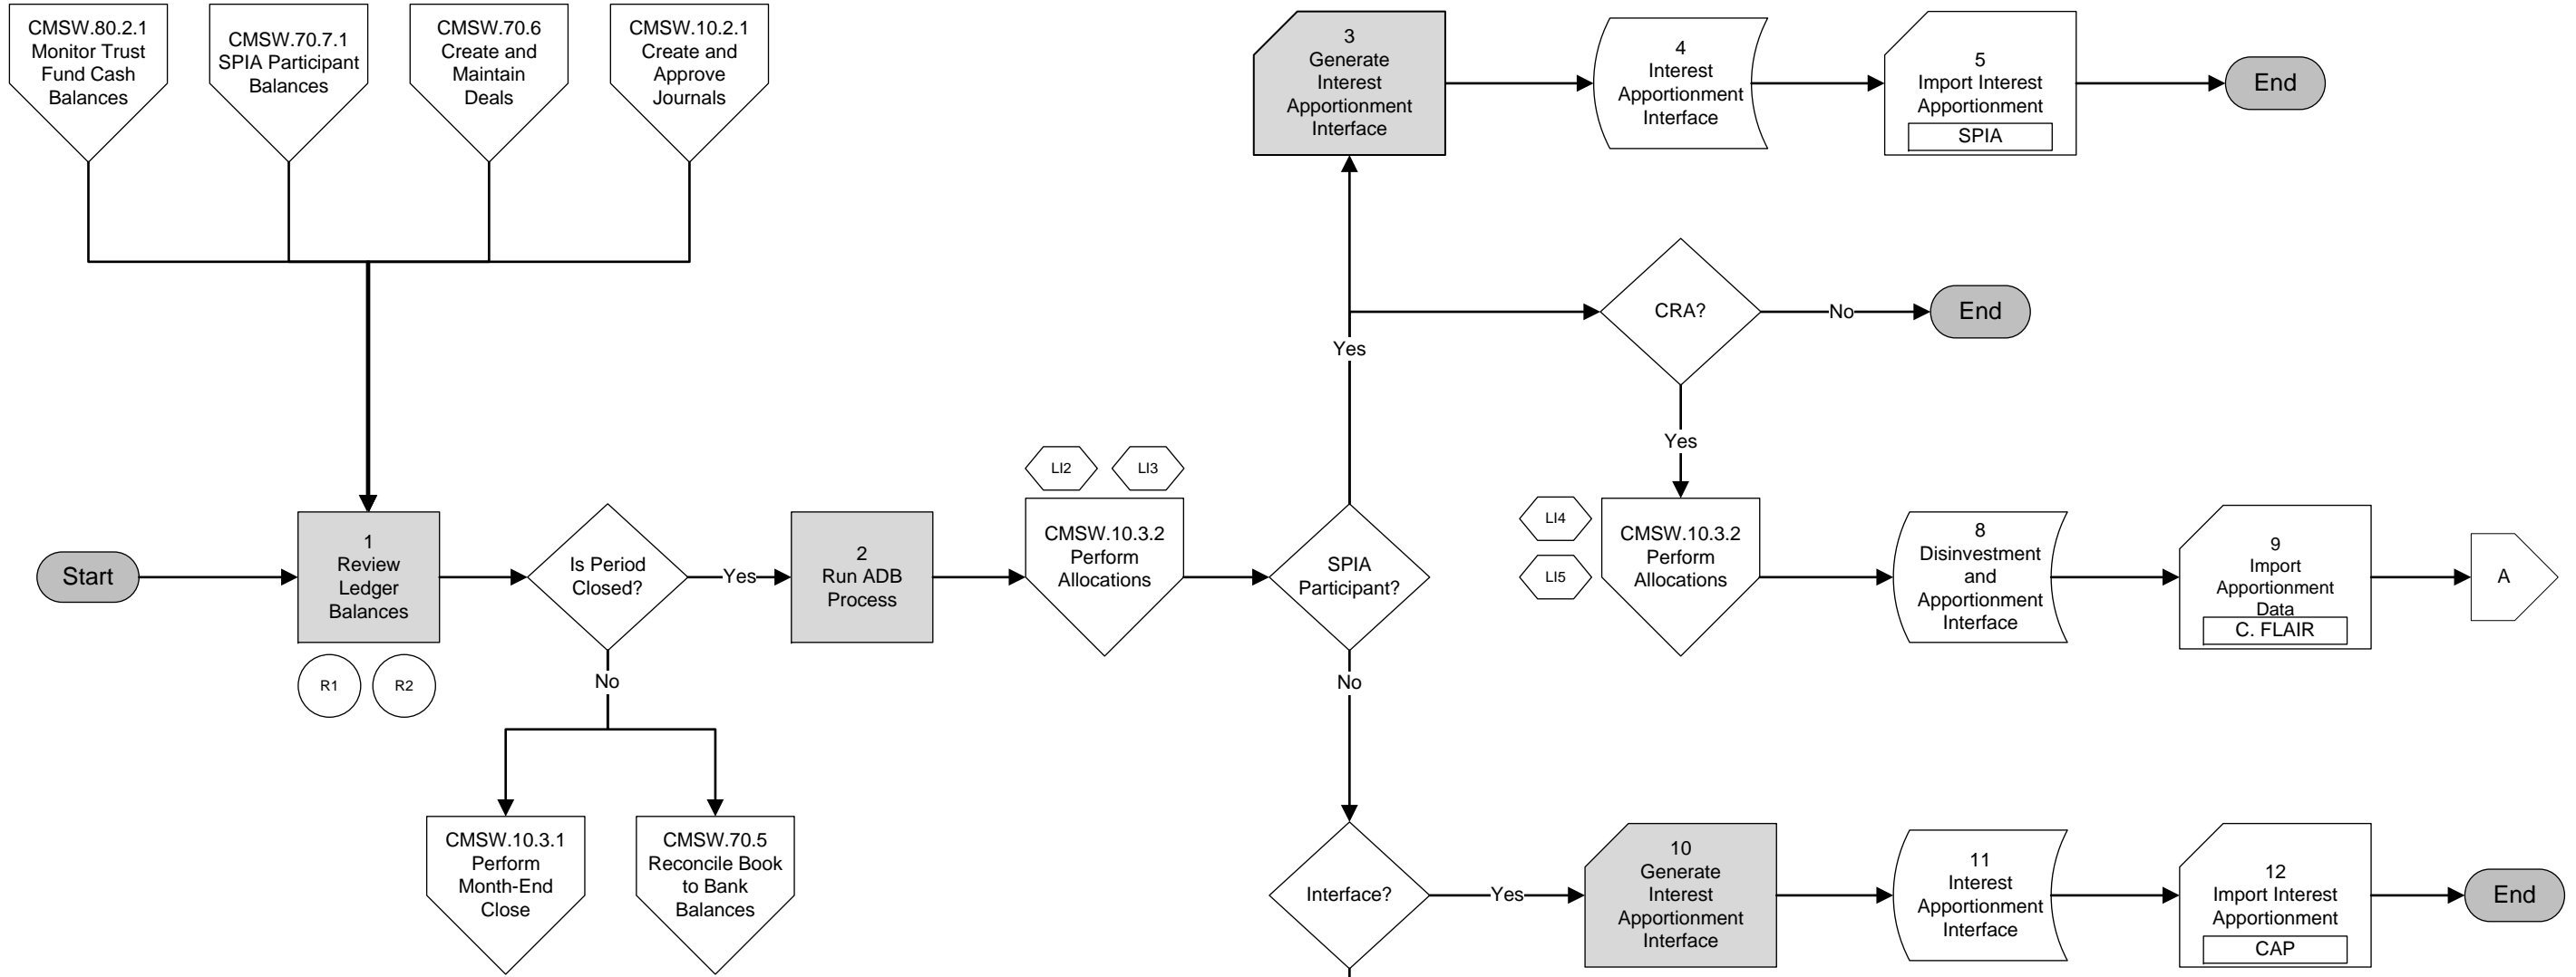 CMSW.80.2.1
Monitor Trust
Fund Cash
Balances
CMSW.70.7.1
SPIA Participant
Balances
CMSW.70.6
Create and
Maintain
Deals
CMSW.10.2.1
Create and
Approve
Journals
3
Generate
Interest
Apportionment
Interface
4
Interest
Apportionment
Interface
5
Import Interest
Apportionment
SPIA
End
CRA?
No
End
Yes
Yes
LI2
LI3
Start
1
Review
Ledger
Balances
R1
R2
Is Period
Closed?
Yes
2
Run ADB
Process
CMSW.10.3.2
Perform
Allocations
SPIA
Participant?
LI4
LI5
CMSW.10.3.2
Perform
Allocations
8
Disinvestment
and
Apportionment
Interface
9
Import
Apportionment
Data
C. FLAIR
A
No
No
CMSW.10.3.1
Perform
Month-End
Close
CMSW.70.5
Reconcile Book
to Bank
Balances
Interface?
Yes
10
Generate
Interest
Apportionment
Interface
11
Interest
Apportionment
Interface
12
Import Interest
Apportionment
CAP
End